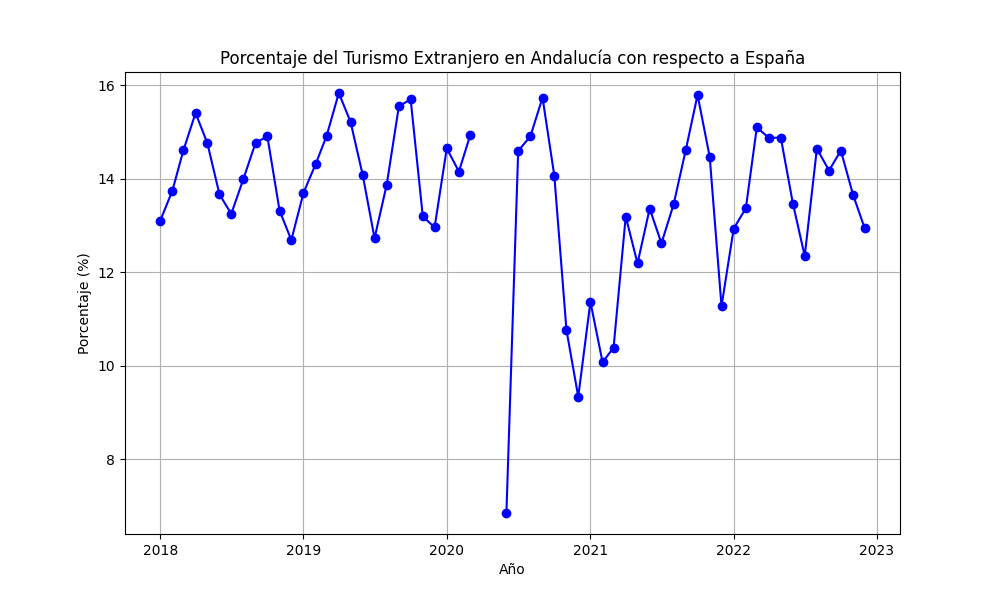 Porcentaje del Turismo Extranjero en Andalucía con respecto a España
16
14
12
10
8
Porcentaje (%)
2018 2019 2020 2021 2022 2023
Año